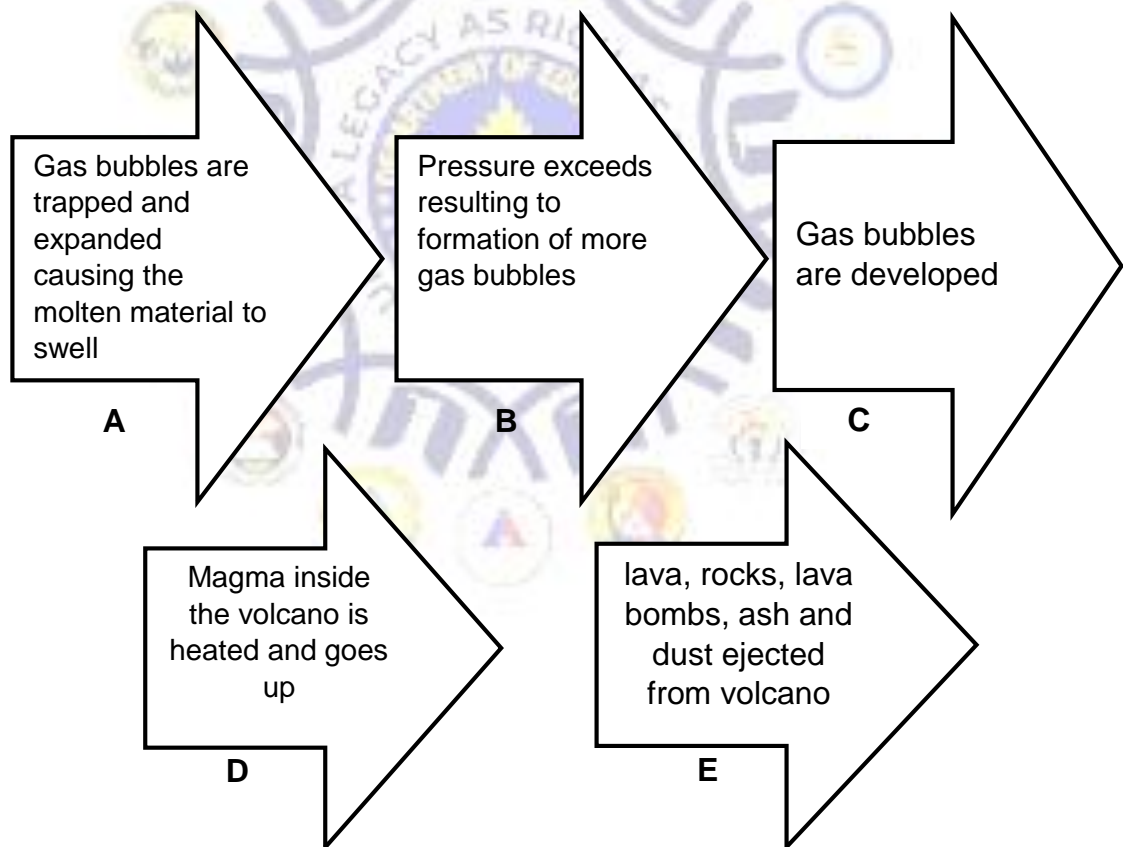 LEGACY AS
Gas bubbles are
trapped and
expanded
causing the
molten material to
swell
A
Pressure exceeds
resulting to
formation of more
gas bubbles
B
Gas bubbles
are developed
C
Magma inside
the volcano is
heated and goes
up
D
lava, rocks, lava
bombs, ash and
dust ejected
from volcano
E